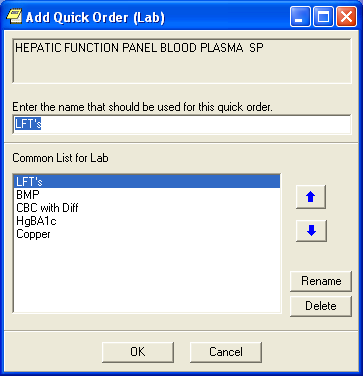 Add Quick Order (Lab)
HEPATIC FUNCTION PANEL BLOOD PLASMA  SP
Enter the name that should be used for this quick order.
LFT's
Common List for Lab
LFT's
BMP
CBC with Diff
HgBA1c
Copper
Rename
Delete
OK
Cancel